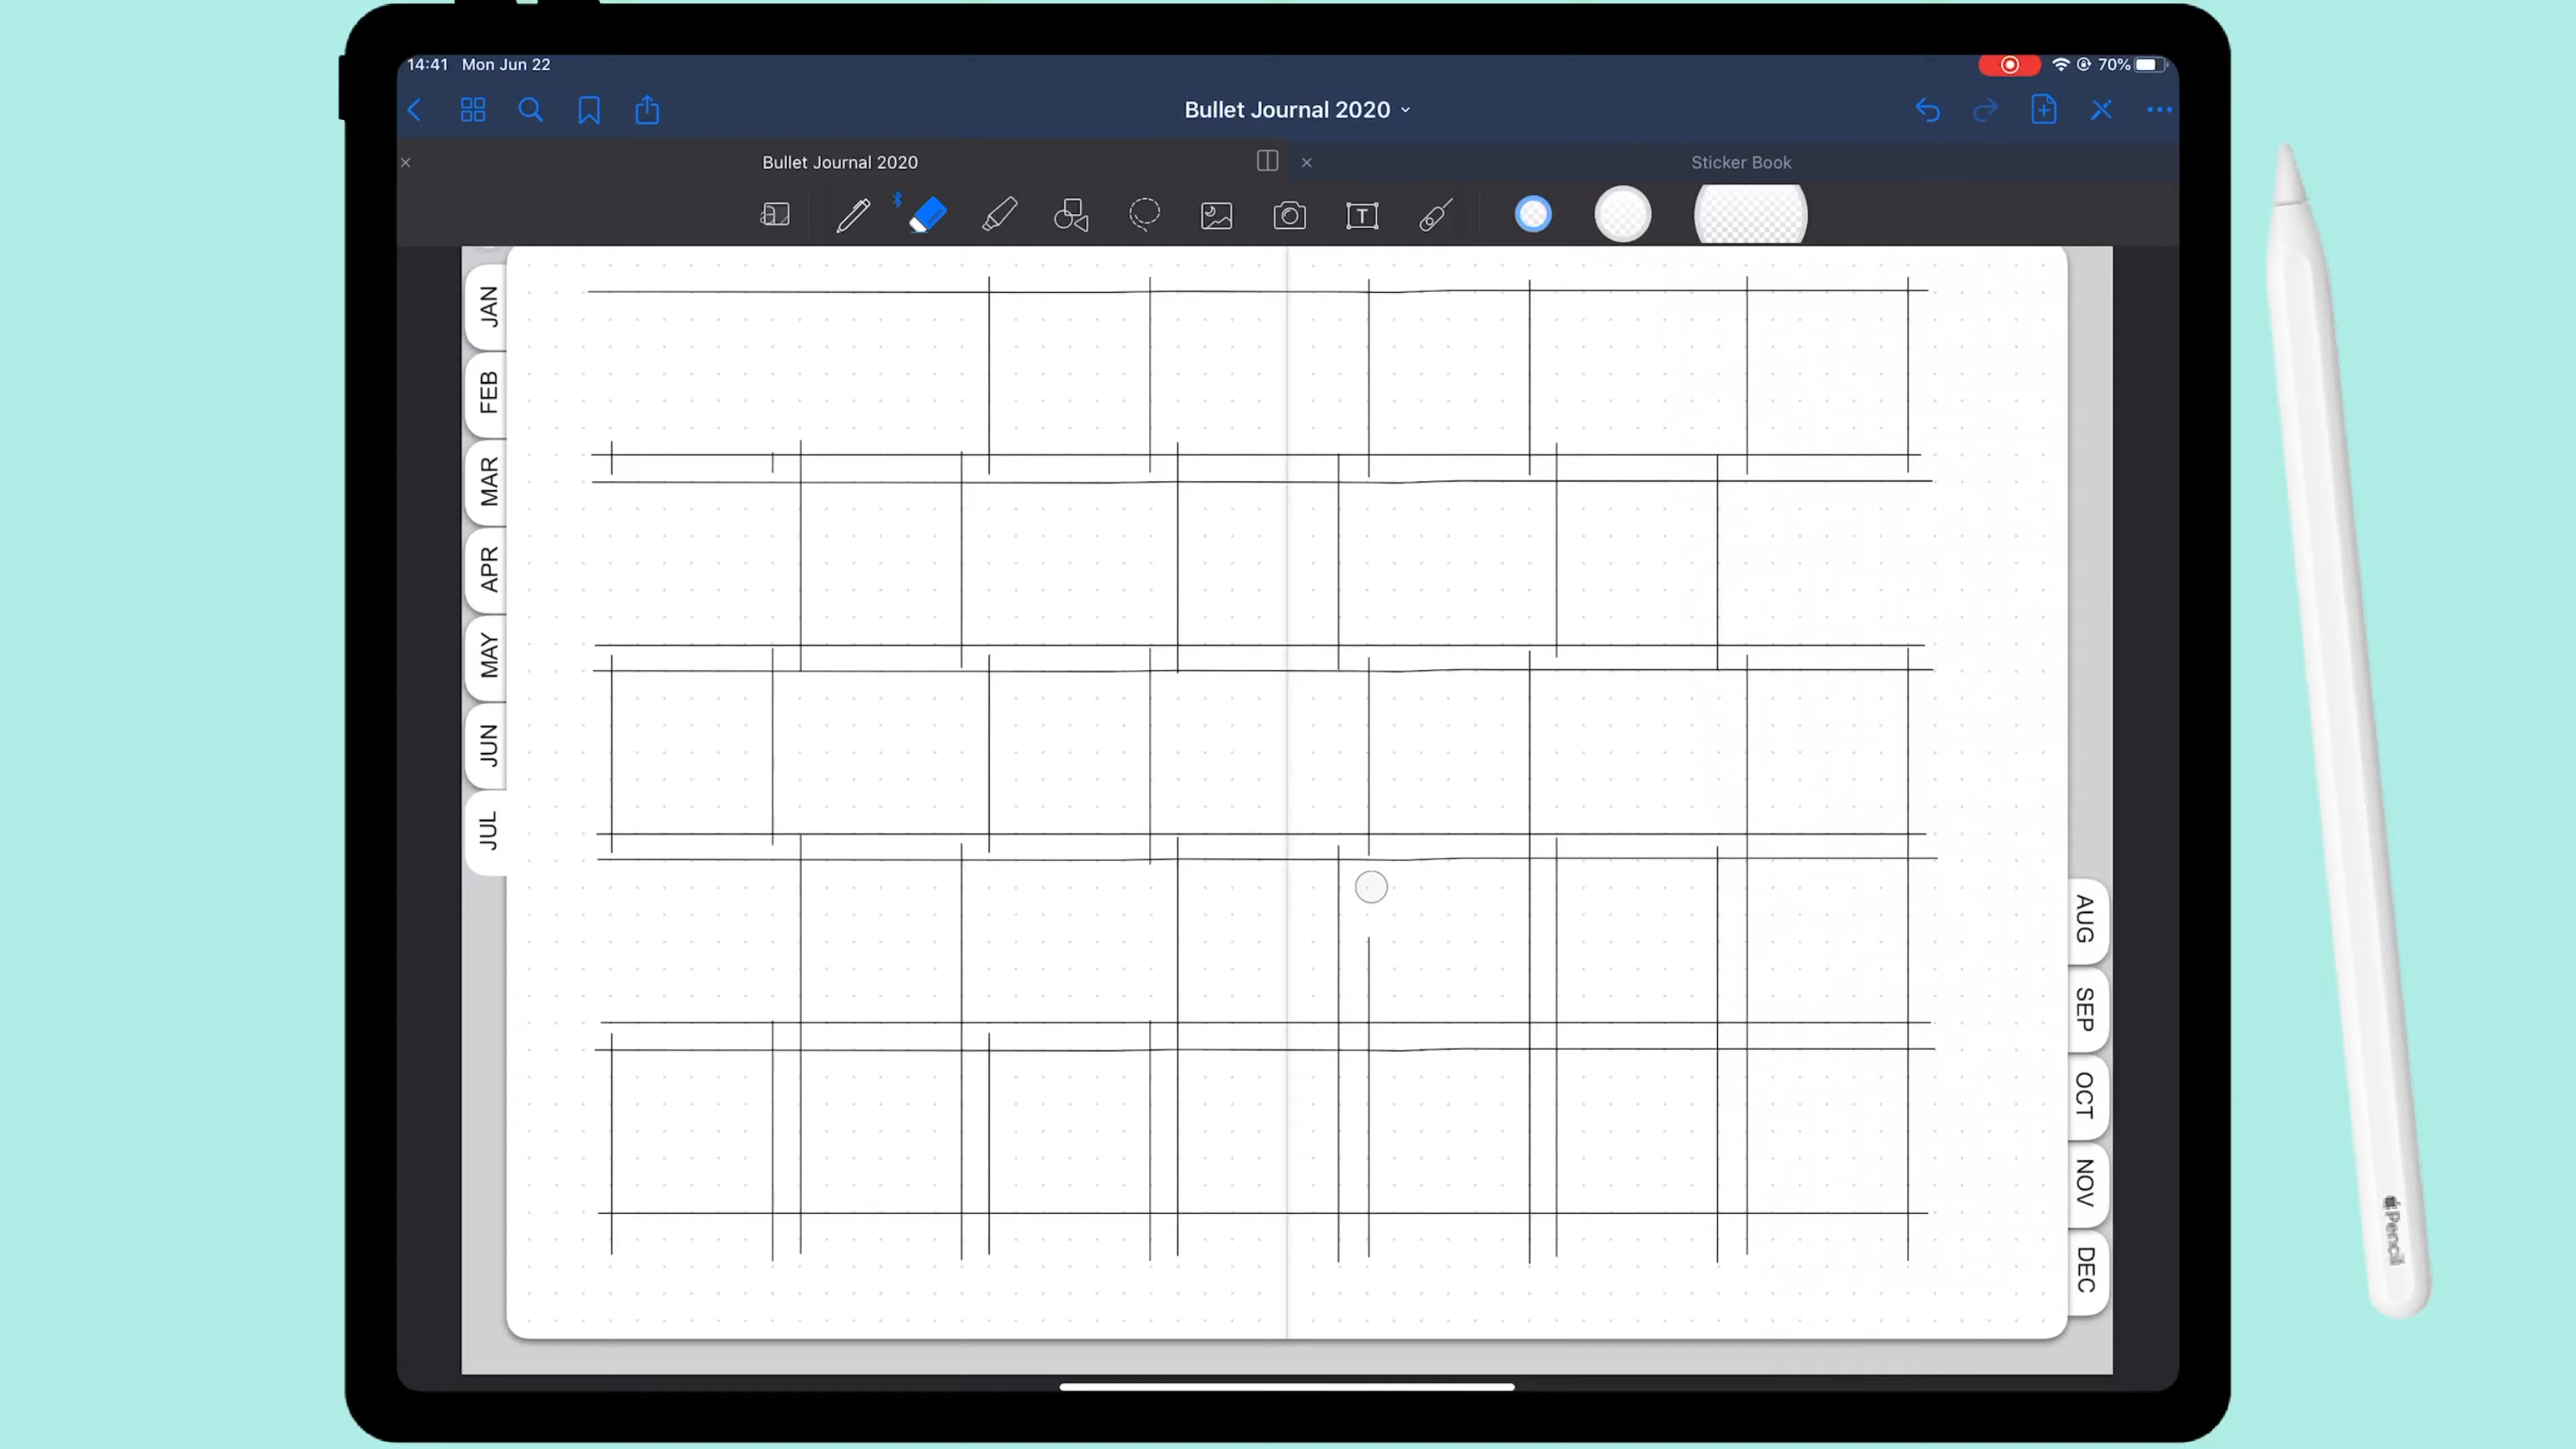 14:41 Mon Jun 22
70%
Bullet Journal 2020
Bullet Journal 2020
Sticker Book
T
JAN
FEB
MAR
APR
MAY
JUN
JUL
AUG
SEP
OCT
NOV
DEC
Pencil